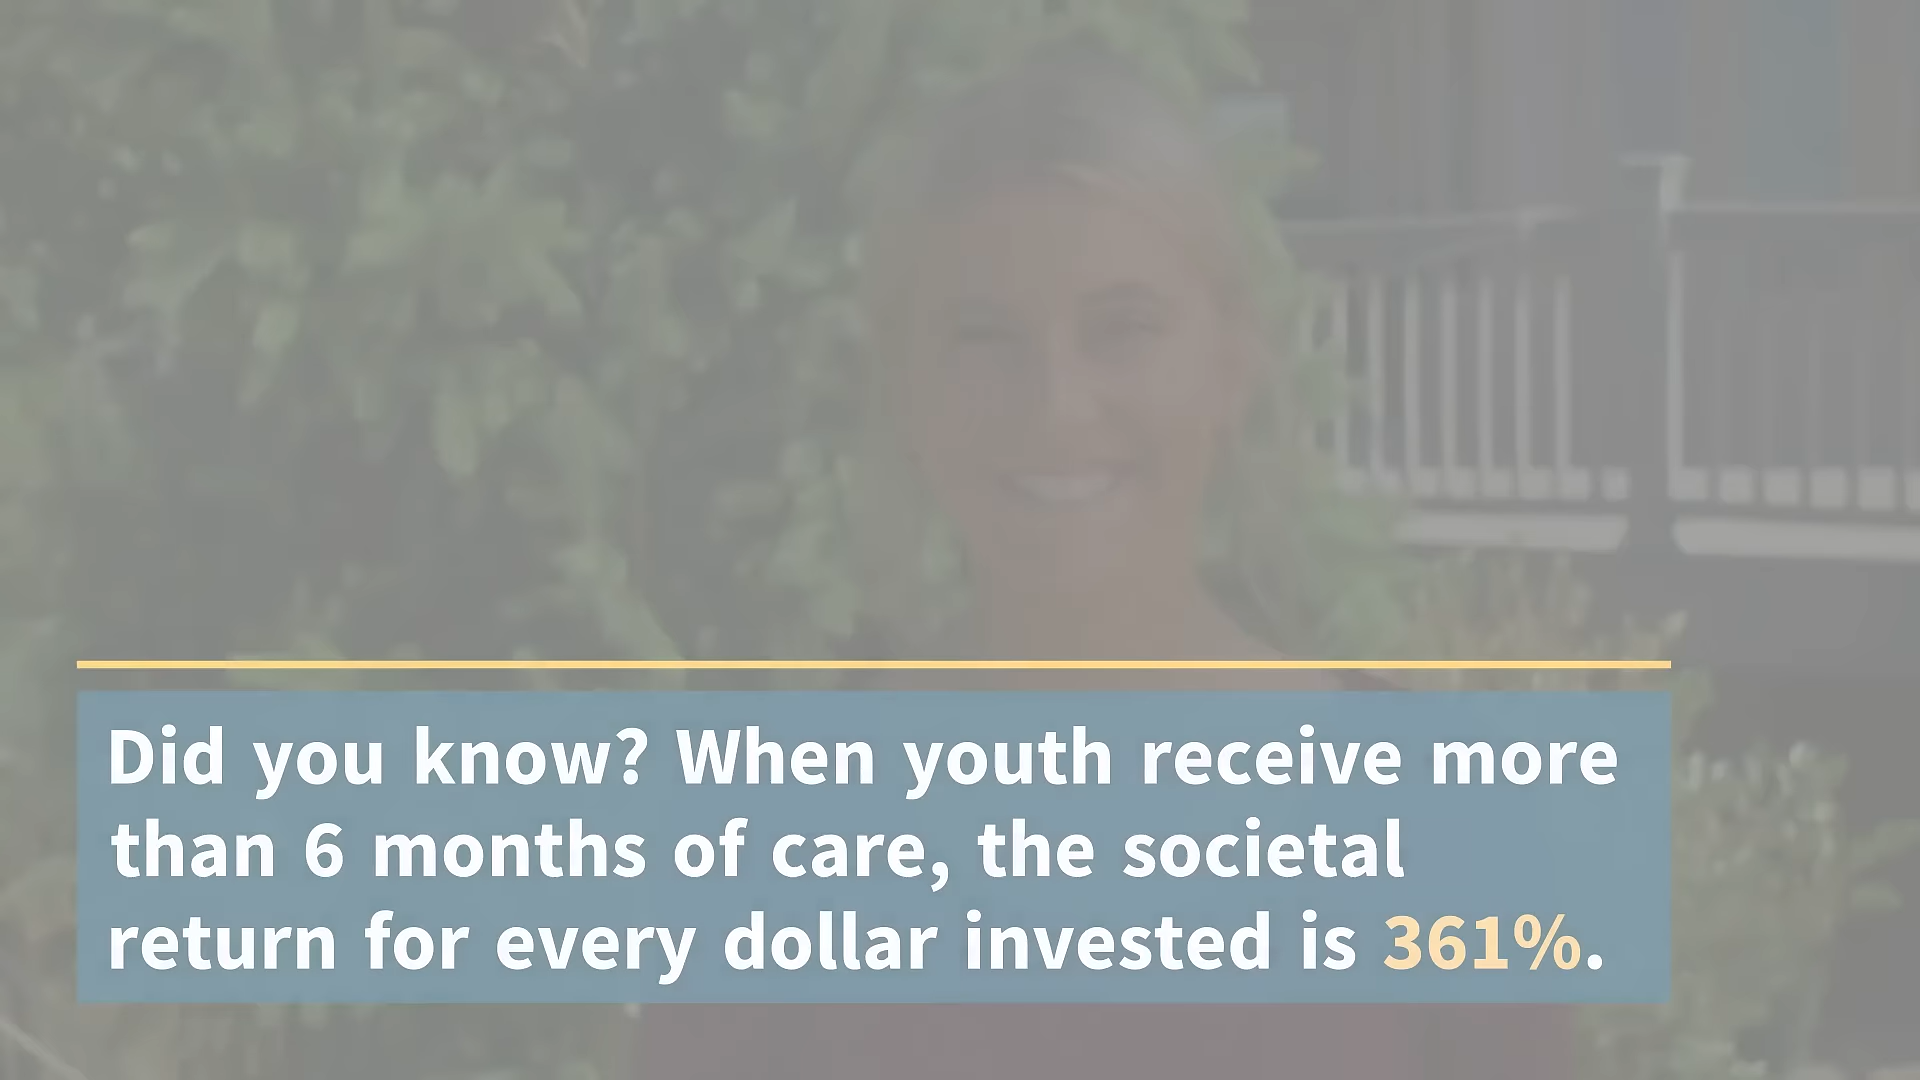 Did you know? When youth receive more
than 6 months of care, the societal
return for every dollar invested is 361%.